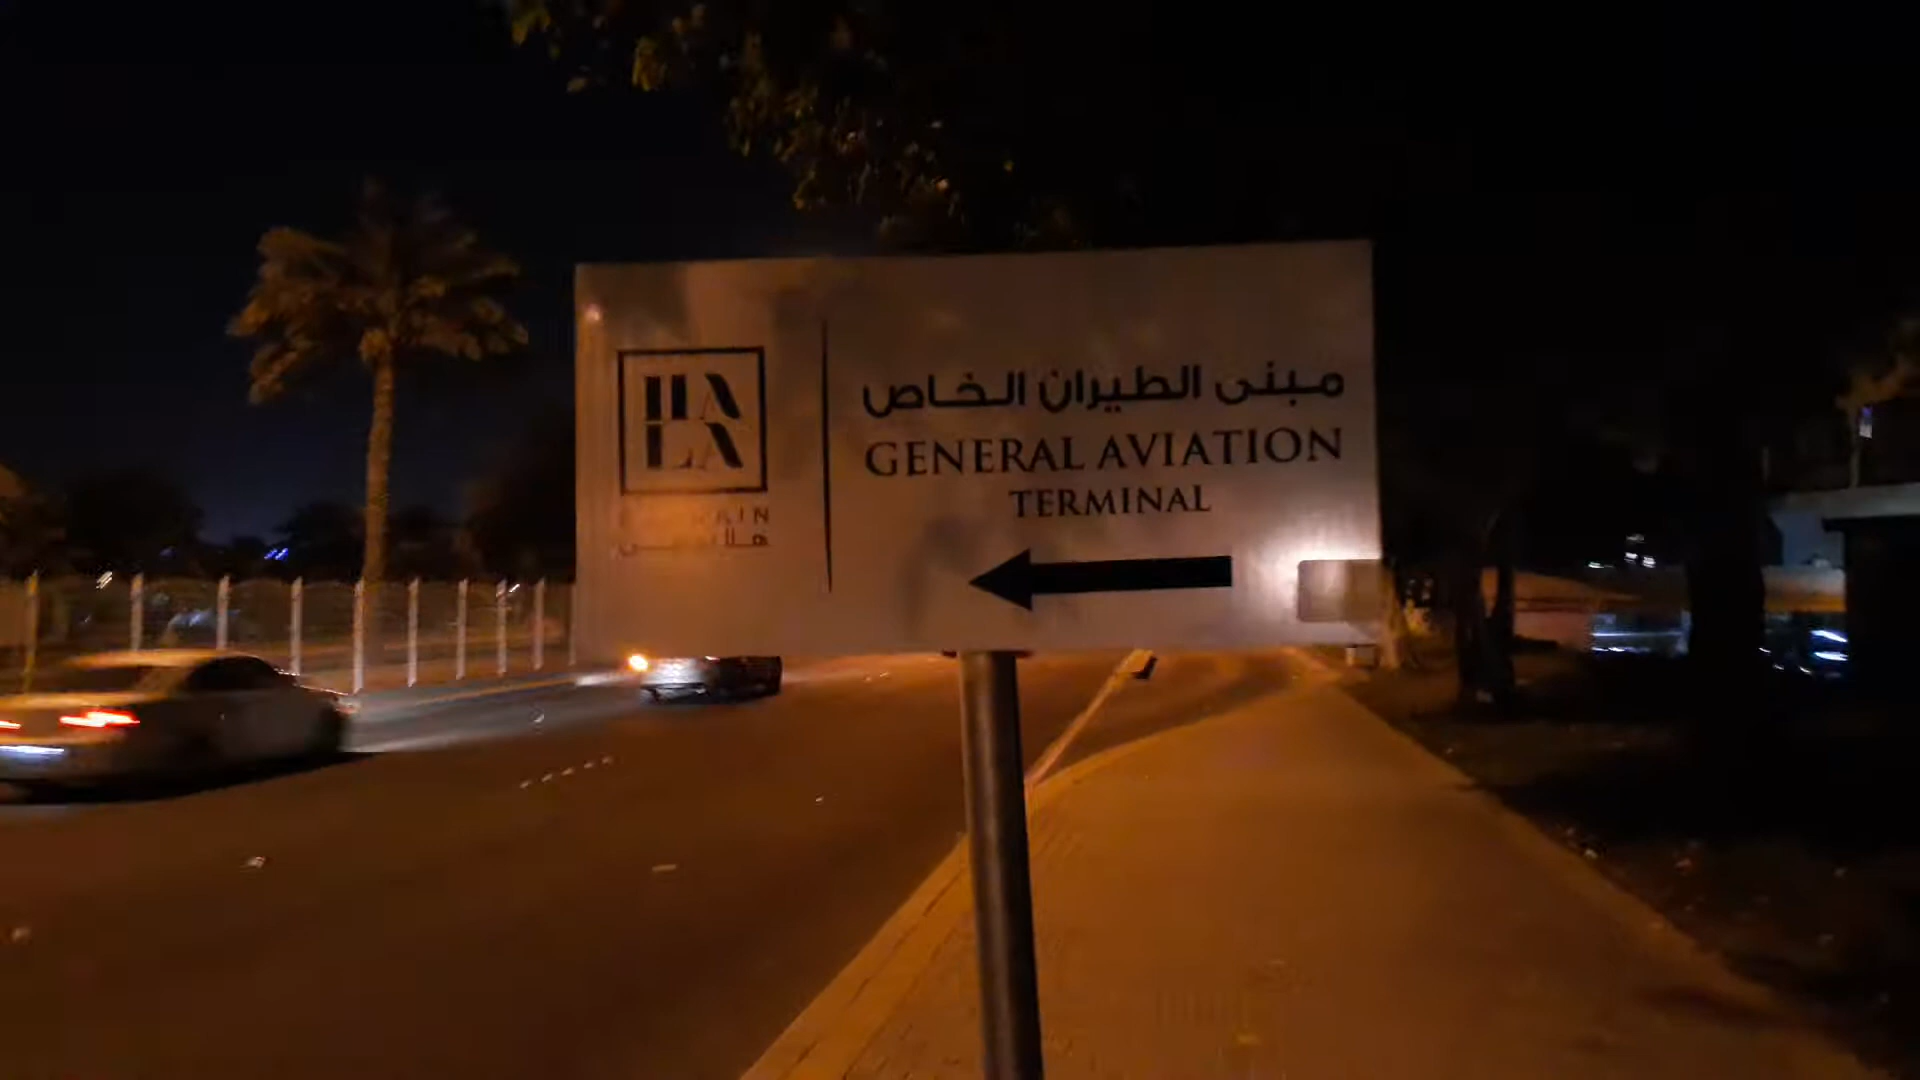 HA
LA
مبنى الطيران الخاص
GENERAL AVIATION
TERMINAL